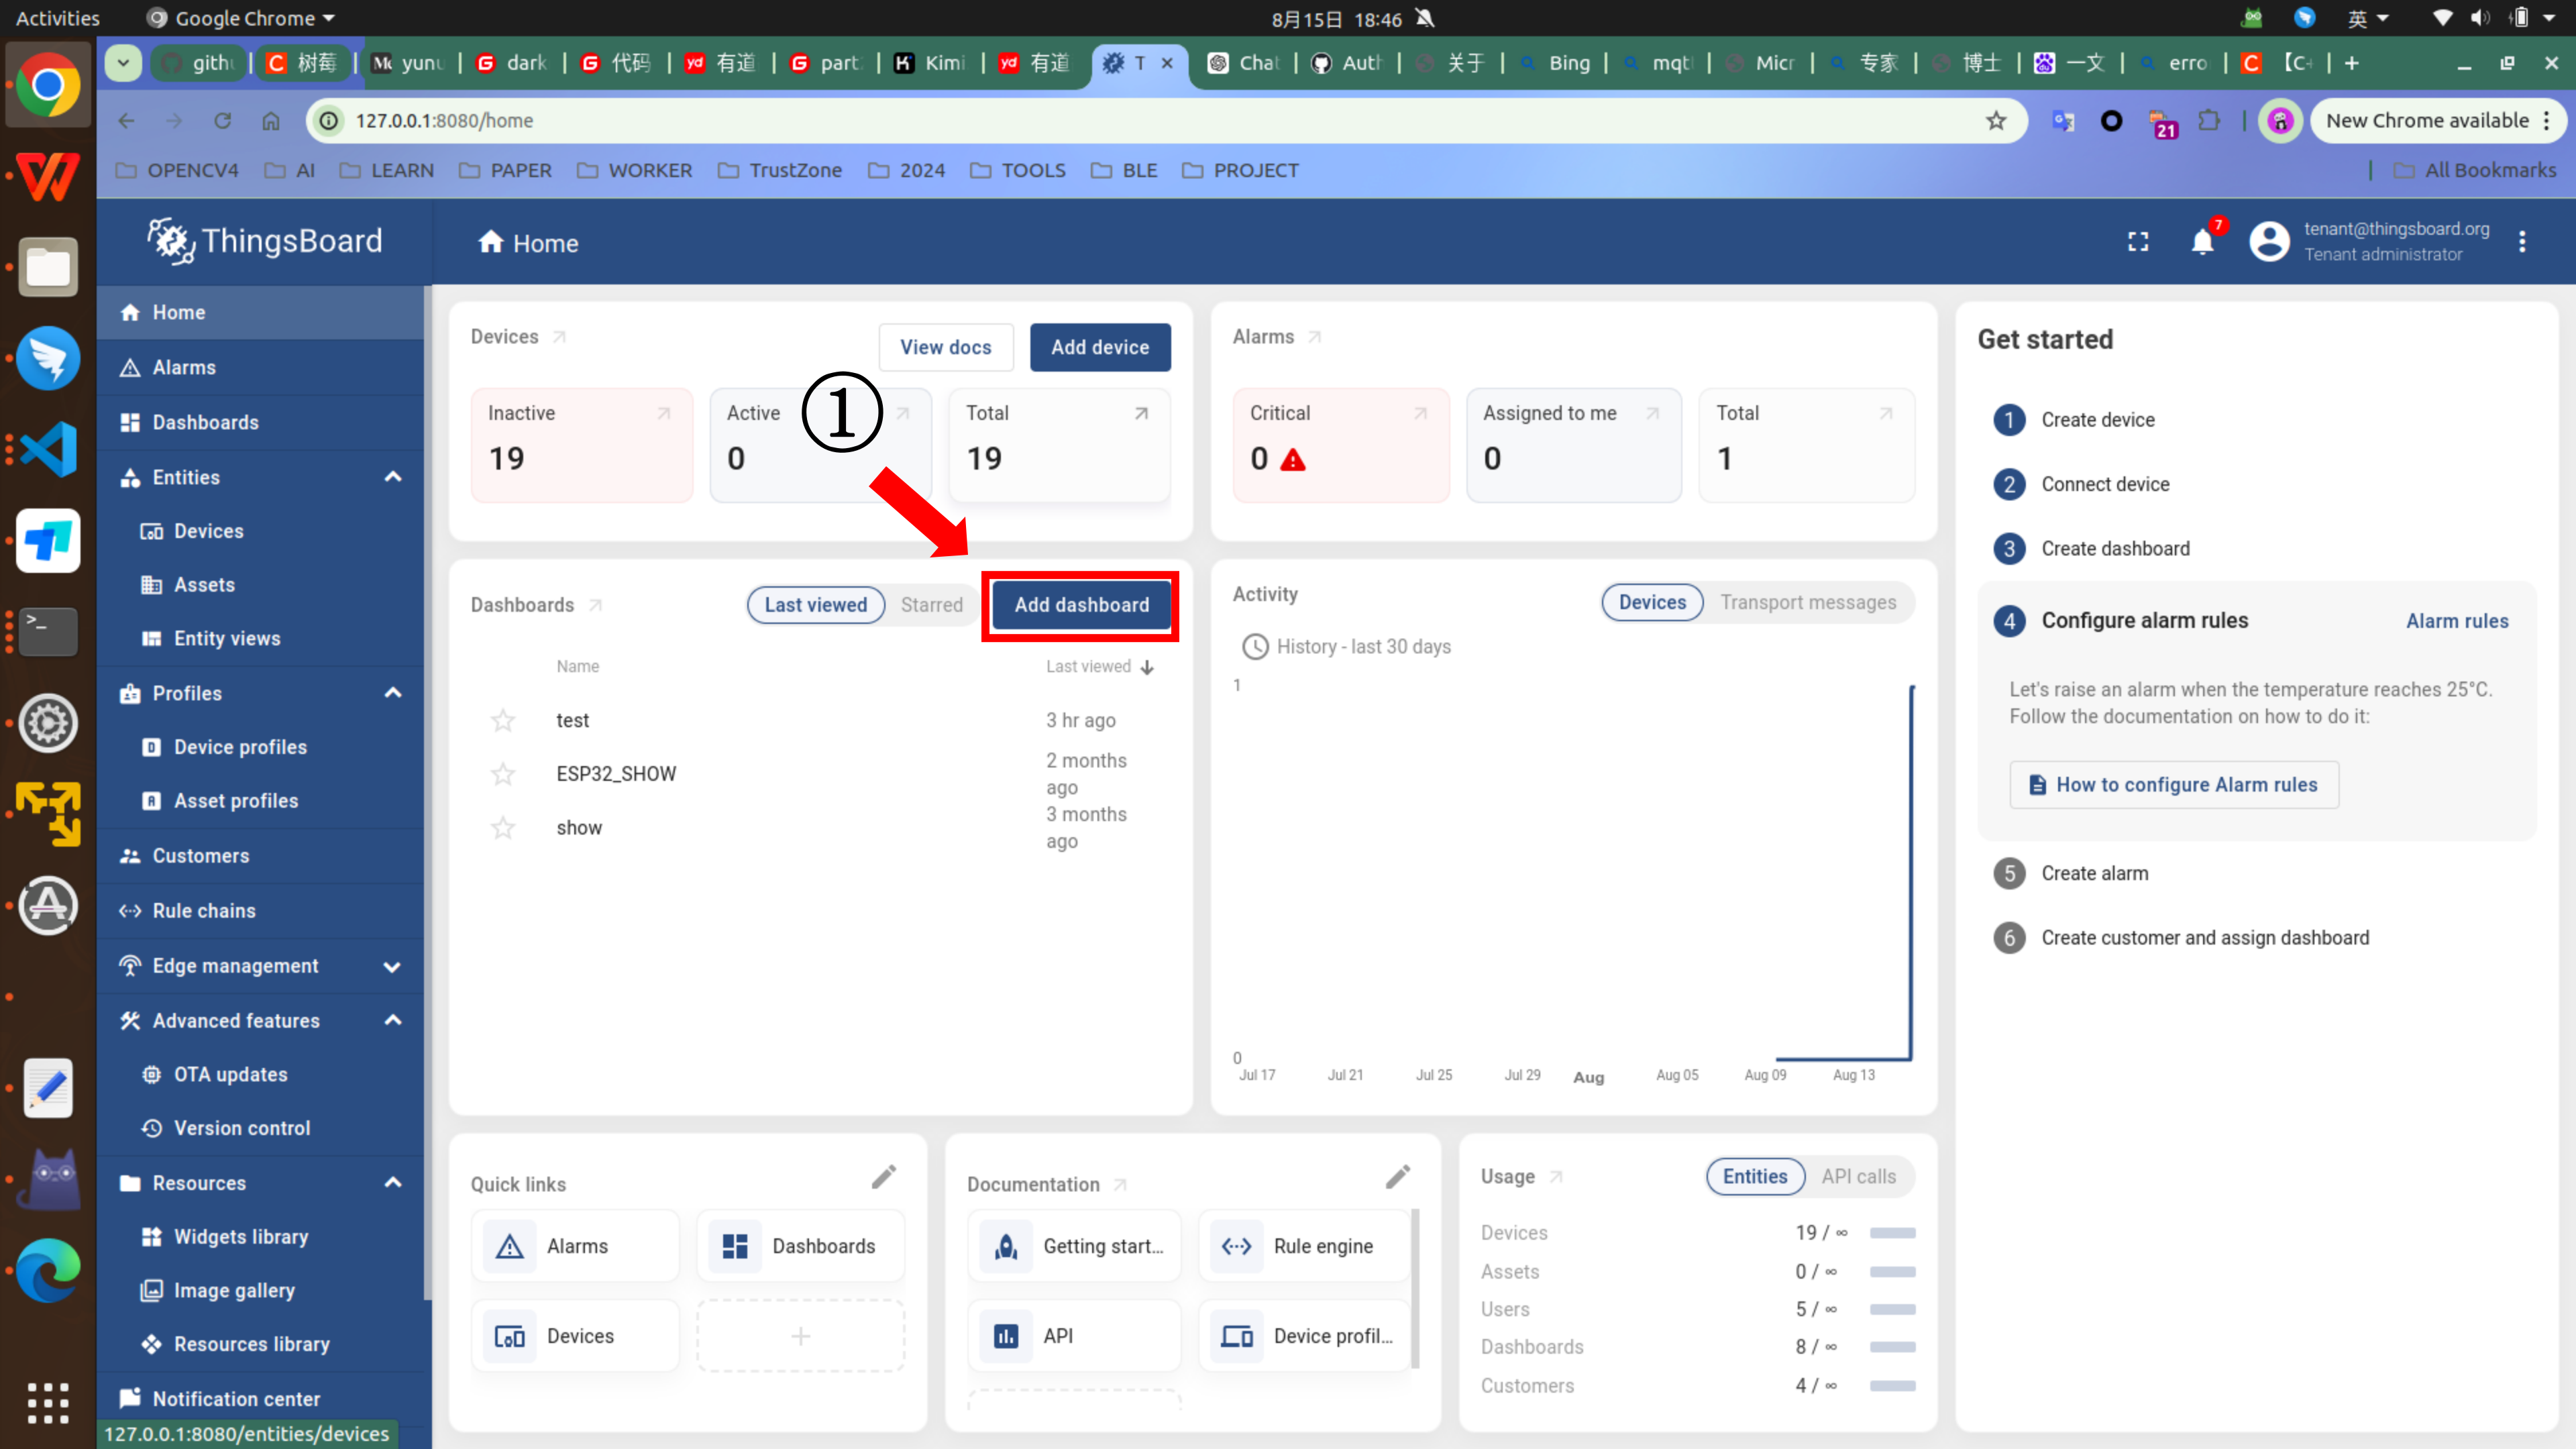 Activities
Google Chrome
8月15日 18:46
英
githu
树莓
yunu
dark
代码
有道
part
Kimi
有道
T
Chat
Auth
关于
Bing
mqt
Micr
专家
博士
一文
erro
【C
127.0.0.1:8080/home
21
New Chrome available
OPENCV4
AI
LEARN
PAPER
WORKER
TrustZone
2024
TOOLS
BLE
PROJECT
All Bookmarks
ThingsBoard
Home
7
tenant@thingsboard.org
Tenant administrator
Home
Alarms
Dashboards
Entities
Devices
Assets
Entity views
Profiles
Device profiles
Asset profiles
Customers
Rule chains
Edge management
Advanced features
OTA updates
Version control
Resources
Widgets library
Image gallery
Resources library
Notification center
127.0.0.1:8080/entities/devices
Devices
View docs
Add device
Inactive
19
Active
0
①
Total
19
Alarms
Critical
0
Assigned to me
0
Total
1
Dashboards
Last viewed
Starred
Add dashboard
Name
Last viewed
test
3 hr ago
ESP32_SHOW
2 months
ago
show
3 months
ago
Activity
Devices
Transport messages
History - last 30 days
1
0
Jul 17
Jul 21
Jul 25
Jul 29
Aug
Aug 05
Aug 09
Aug 13
Get started
1 Create device
2 Connect device
3 Create dashboard
4 Configure alarm rules
Alarm rules
Let's raise an alarm when the temperature reaches 25°C.
Follow the documentation on how to do it:
How to configure Alarm rules
5 Create alarm
6 Create customer and assign dashboard
Quick links
Alarms
Dashboards
Devices
Documentation
Getting start...
Rule engine
API
Device profil...
Usage
Entities
API calls
Devices 19 / ∞
Assets 0 / ∞
Users 5 / ∞
Dashboards 8 / ∞
Customers 4 / ∞